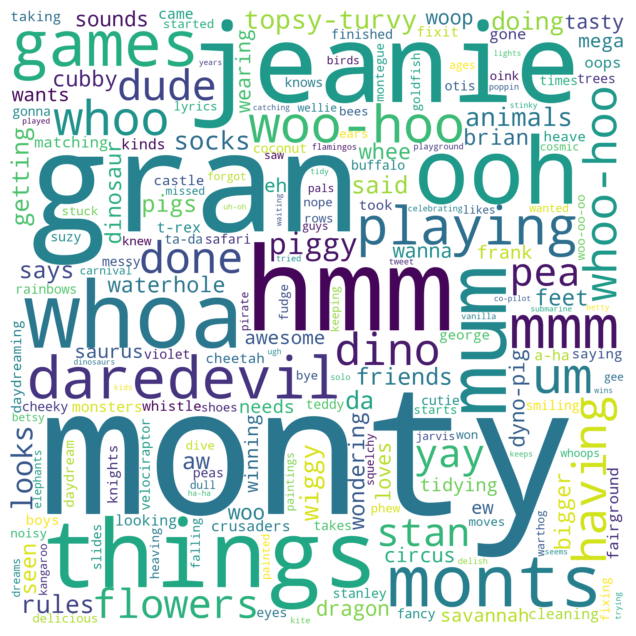 taking
sounds
came
started
topsy-turvy
woop
doing
tasty
games
jeanie
finished
fixit
gone
mega
wants
cubby
dude
wearing
goldfish
montegue
knows
birds
ages
poppin
lights
years
oops
gonna
played
lyrics
oink
otis
times
trees
whoo
socks
woo-hoo
wellie
bees
stinky
catching
animals
matching
kinds
coconut
ears
whee
brian
heave
cosmic
getting
dinosaur
gran
saw
flamingos
playground
buffalo
ooh
whoo-hoo
castle
missed
forgot
tidy
eh
said
took
likes
wanted
woo-oo-oo
stuck
pigs
nope
pals
uh-oh
rows
playing
suzy
t-rex
knew
ta-da
safari
guys
waiting
celebrating
says
done
piggy
wanna
frank
pea
rainbows
carnival
messy
tried
tweet
co-pilot
betty
whoa
waterhole
pirate
fudge
keeping
hmm
vanilla
submarine
mum
feet
saurus
violet
awesome
dino
george
mmm
daydreaming
dinosaurs
cheetah
ugh
bye
solo
a-ha
saying
daredevil
kids
friends
dyno-pig
um
gee
wins
cheeky
monsters
whistle
shoes
needs
teddy
da
cutie
starts
smiling
betsy
looks
elephants
daydream
knights
velociraptor
monty
aw
peas
dive
dull
ha-ha
winning
paintings
wiggy
wondering
squelchy
loves
jarvis
won
phew
yay
tidying
ew
moves
whoops
having
bigger
warthog
fairground
noisy
boys
things
looking
woo
crusaders
takes
stan
circus
delish
keeps
seems
fixing
trying
dreams
seen
kangaroo
slides
heaving
falling
painted
monts
rules
flowers
eyes
kite
stanley
dragon
fancy
savannah
cleaning
delicious